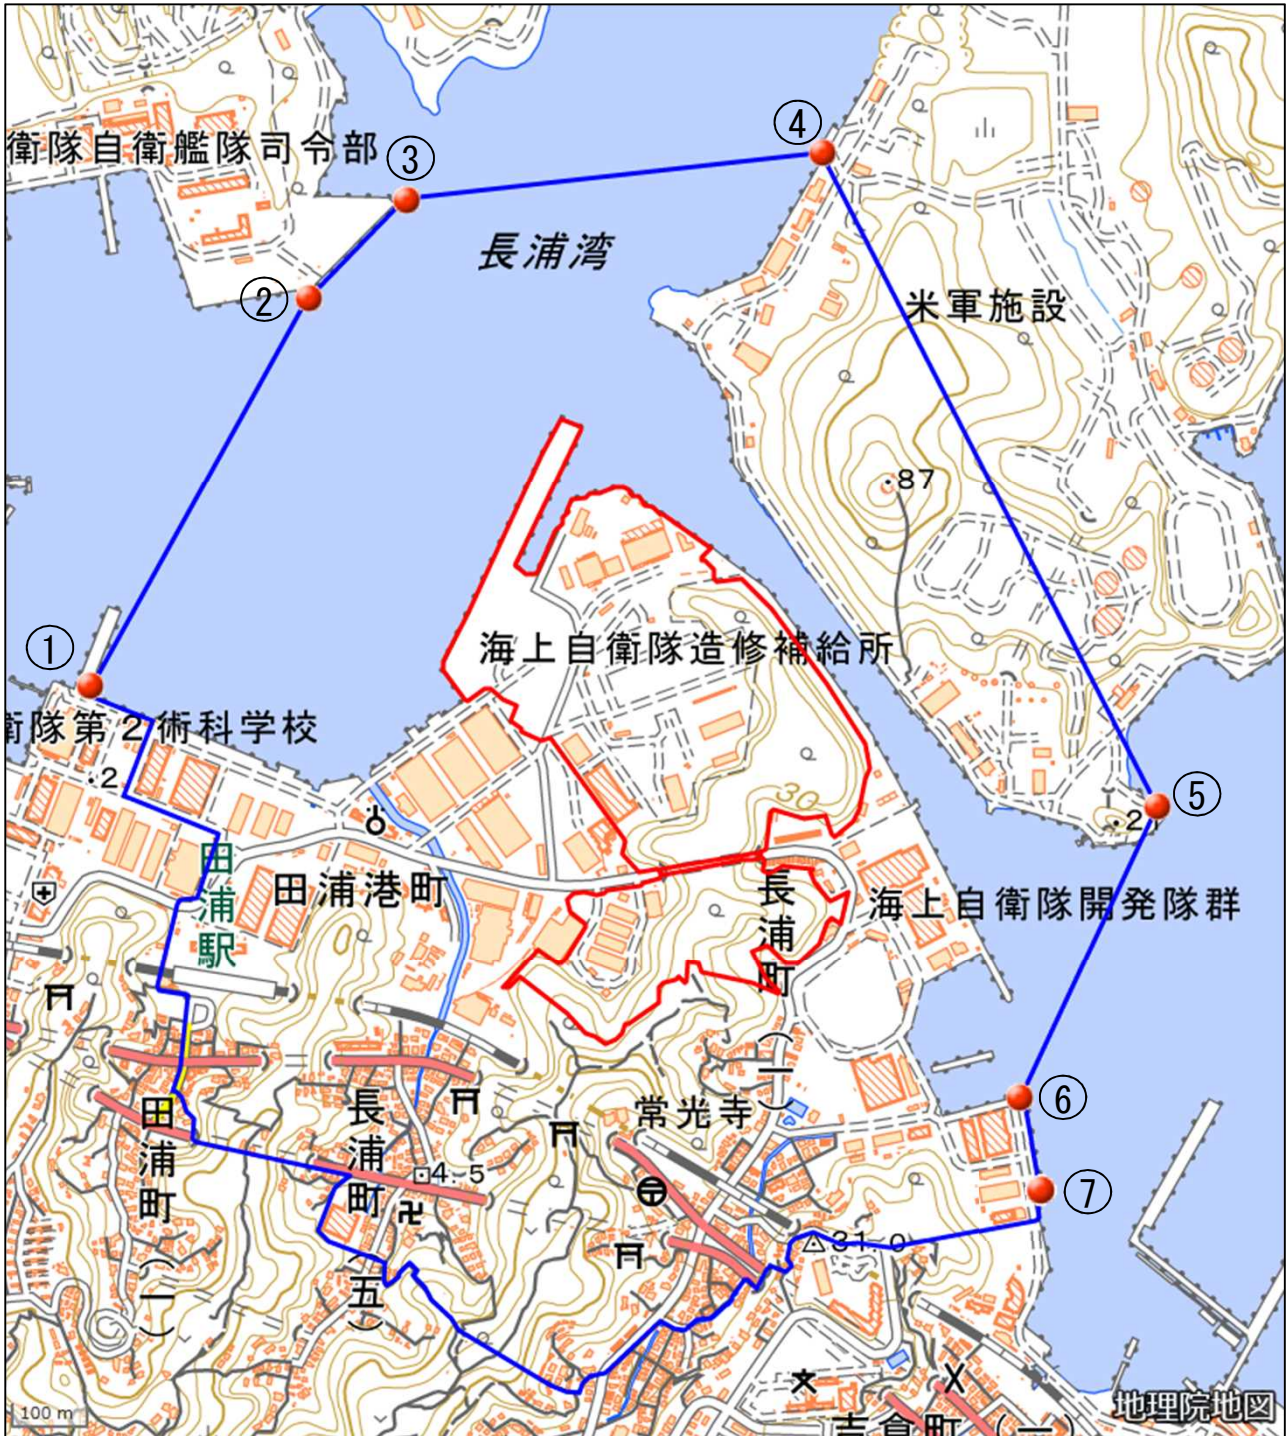 ④
衛隊自衛艦隊司令部
③
長浦湾
②
米軍施設
87
①
海上自衛隊造修補給所
衛隊第2術科学校
.2
30
⑤
田浦駅
田浦港町
長浦町(一)
海上自衛隊開発隊群
⑥
常光寺
田浦町(一)
長浦町(五)
4.5
⑦
31.0
100 m
吉倉町(一)
地理院地図